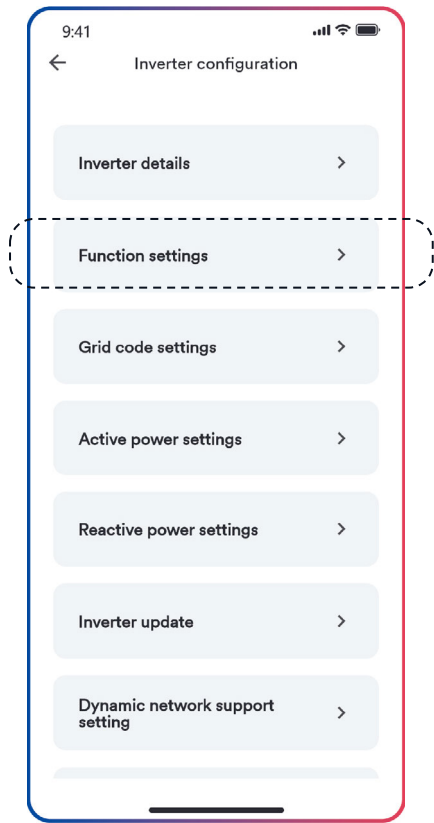 9:41
Inverter configuration
Inverter details
Function settings
Grid code settings
Active power settings
Reactive power settings
Inverter update
Dynamic network support
setting